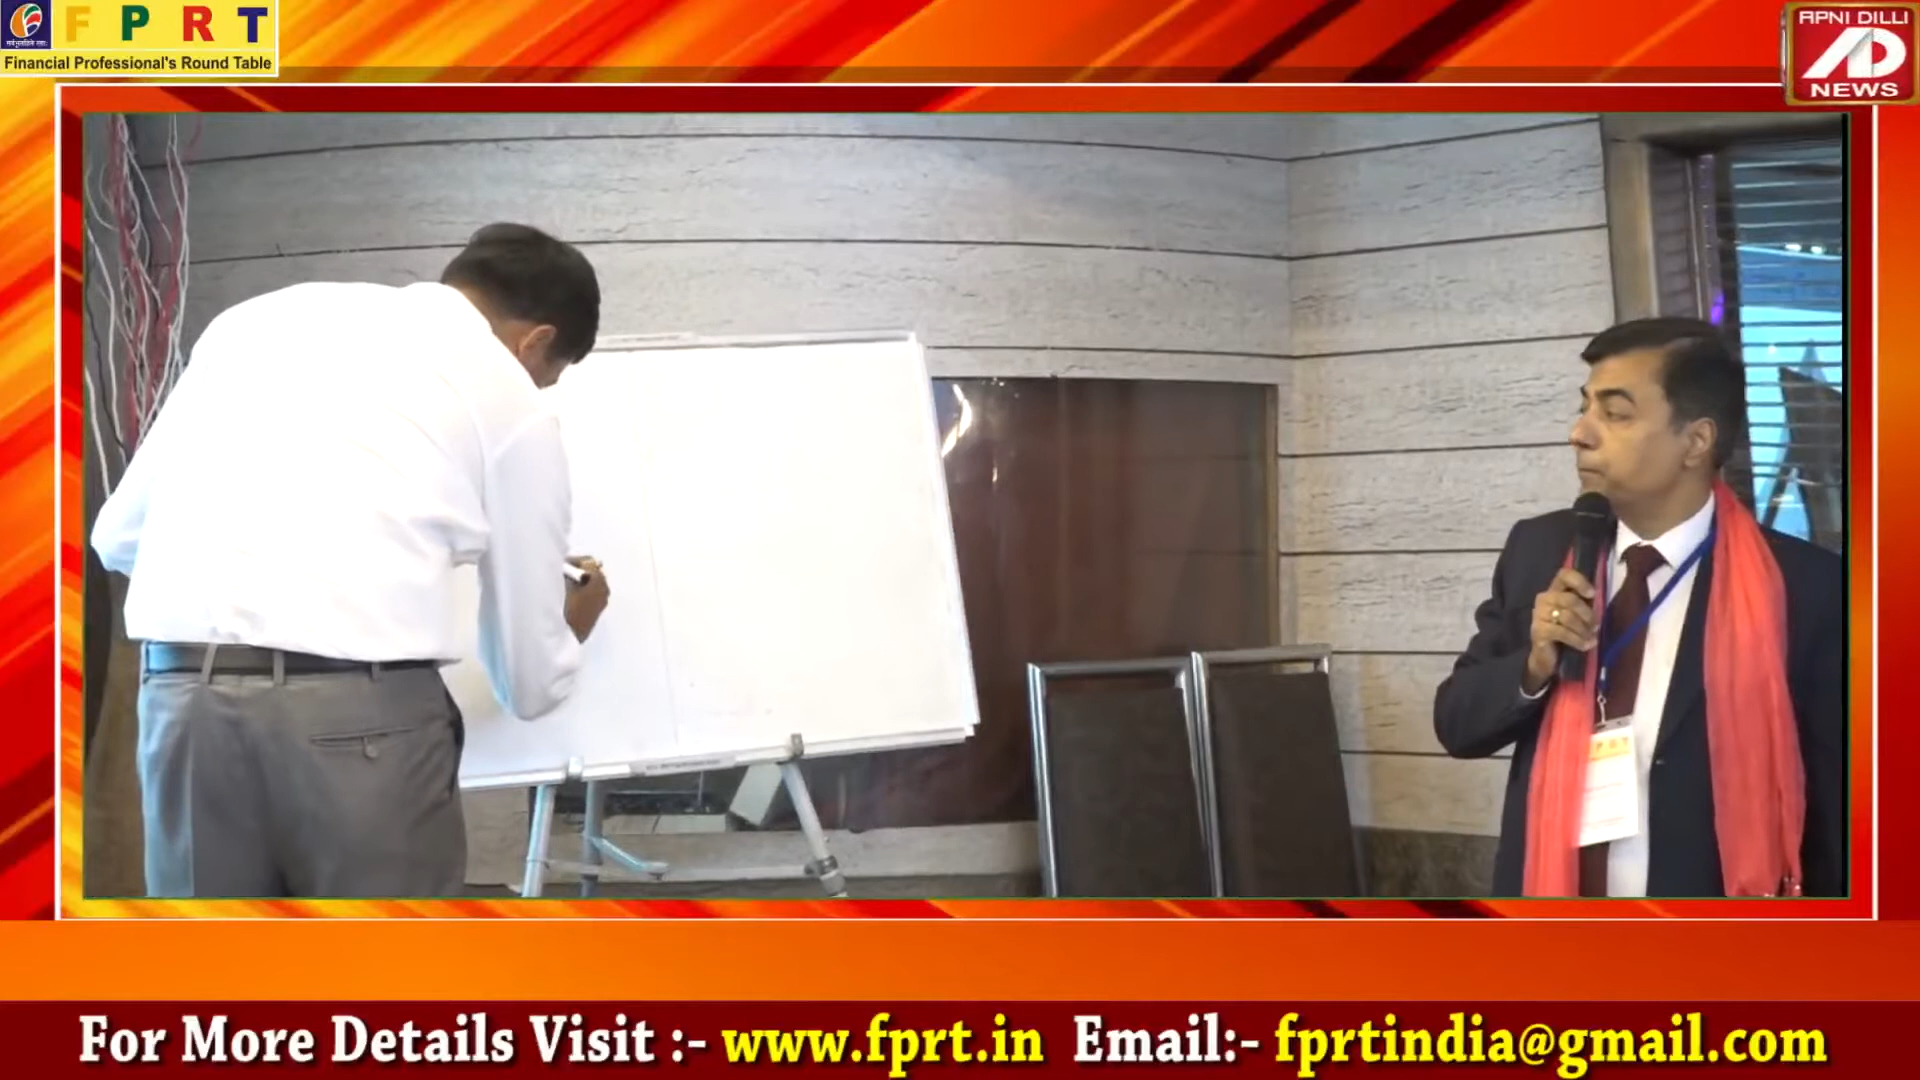 F P R T
Financial Professional's Round Table
APNI DILLI
AD
NEWS
P R T
For More Details Visit :- www.fprt.in Email:- fprtindia@gmail.com